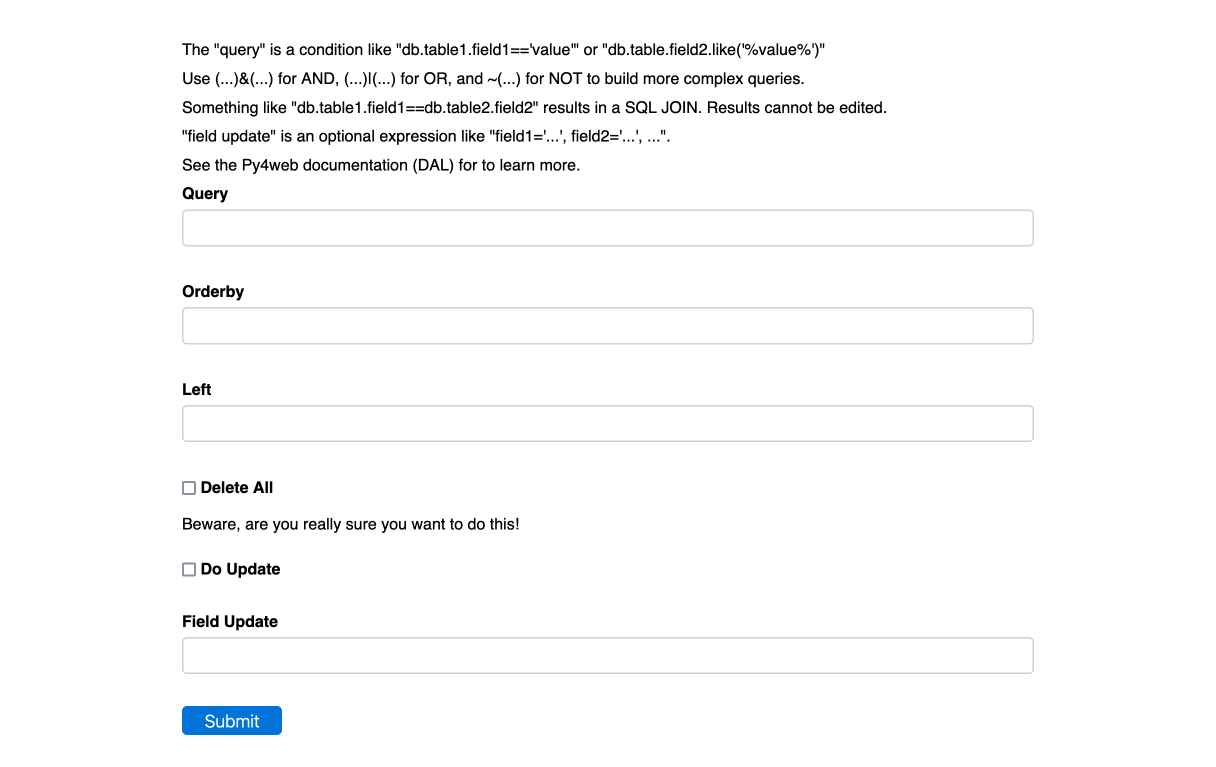 The "query" is a condition like "db.table1.field1=='value'" or "db.table.field2.like('%value%')"
Use (...)&(...) for AND, (...)|(...) for OR, and ~(...) for NOT to build more complex queries.
Something like "db.table1.field1==db.table2.field2" results in a SQL JOIN. Results cannot be edited.
"field update" is an optional expression like "field1='...', field2='...', ...".
See the Py4web documentation (DAL) for to learn more.
Query
Orderby
Left
Delete All
Beware, are you really sure you want to do this!
Do Update
Field Update
Submit